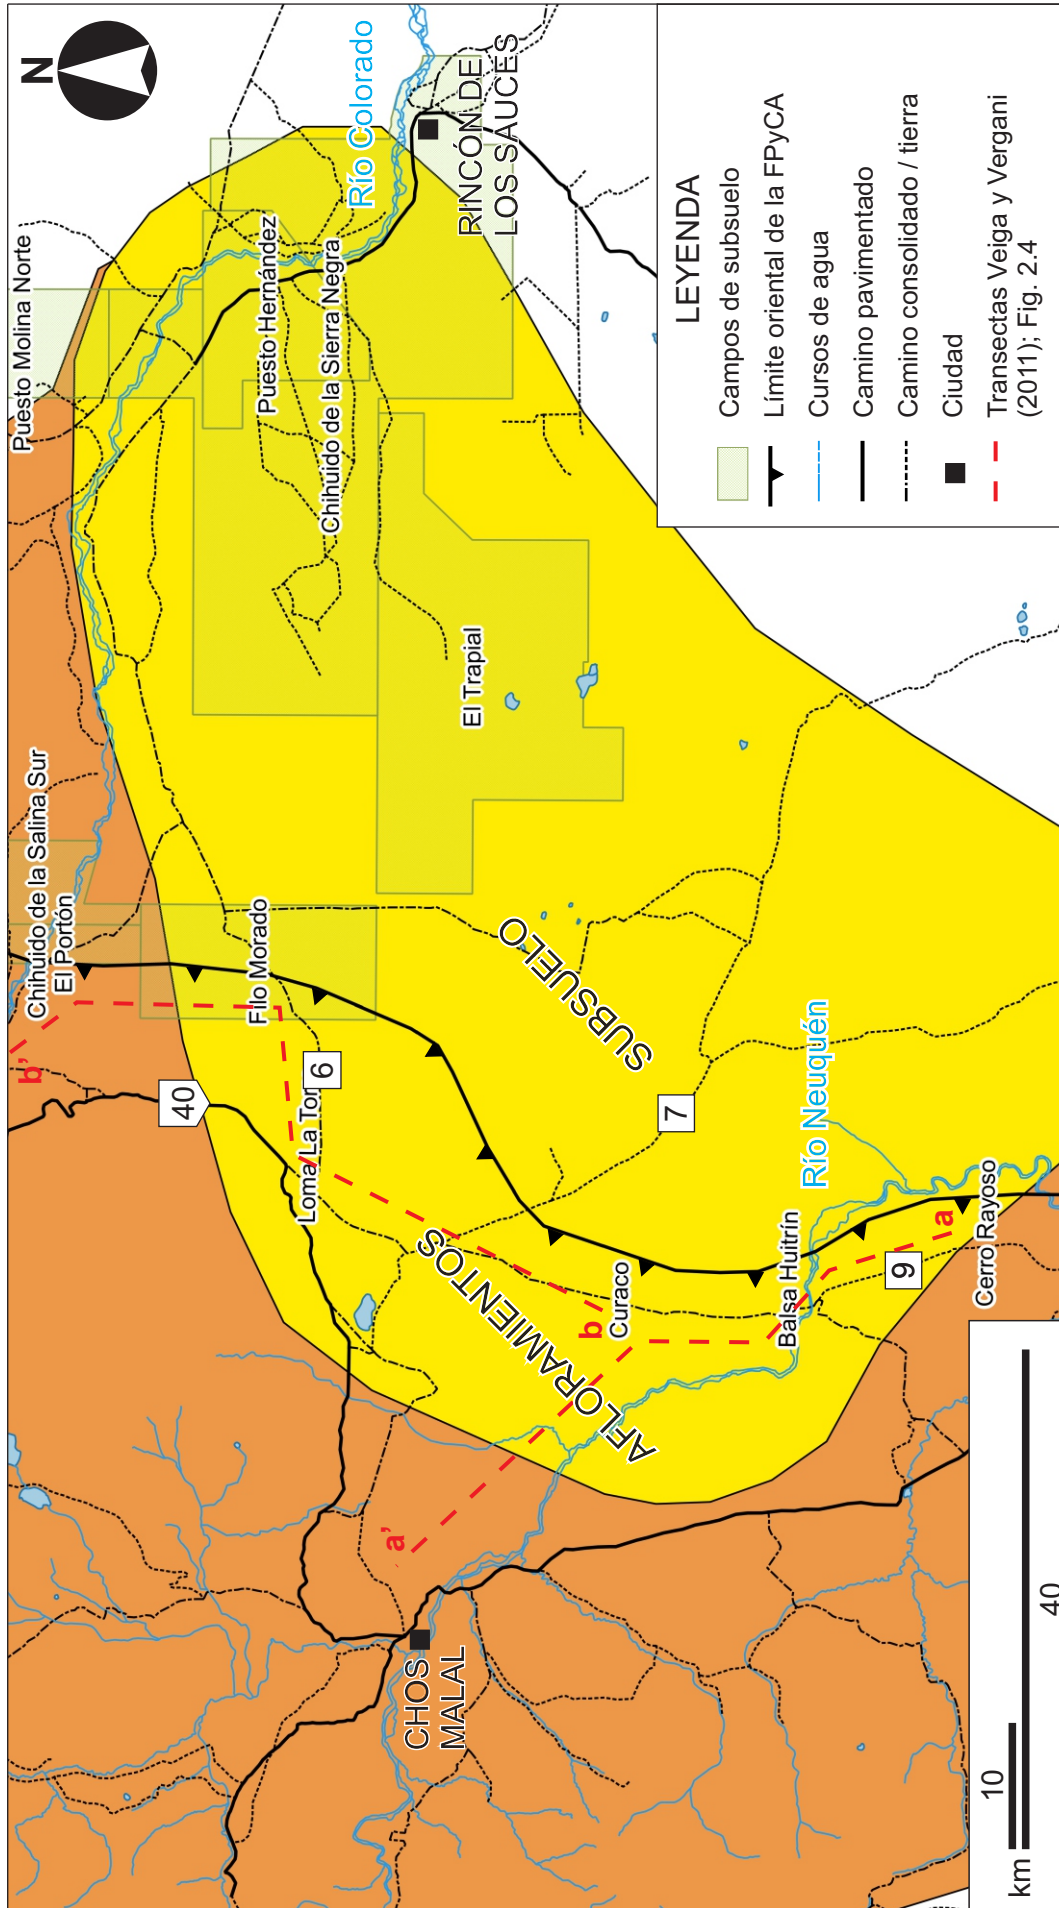 N
Puesto Molina Norte
Río Colorado
RINCÓN DE
LOS SAUCES
Puesto Hernández
Chihuido de la Sierra Negra
El Trapial
Chihuido de la Salina Sur
El Portón
Filo Morado
b'
40
6
Loma La Tor
SUBSUELO
7
Río Neuquén
AFLORAMIENTOS
b
Curaco
Balsa Huitrín
a
9
Cerro Rayoso
a'
CHOS
MALAL
LEYENDA
Campos de subsuelo
Límite oriental de la FPyCA
Cursos de agua
Camino pavimentado
Camino consolidado / tierra
Ciudad
Transectas Veiga y Vergani
(2011); Fig. 2.4
10
km
40